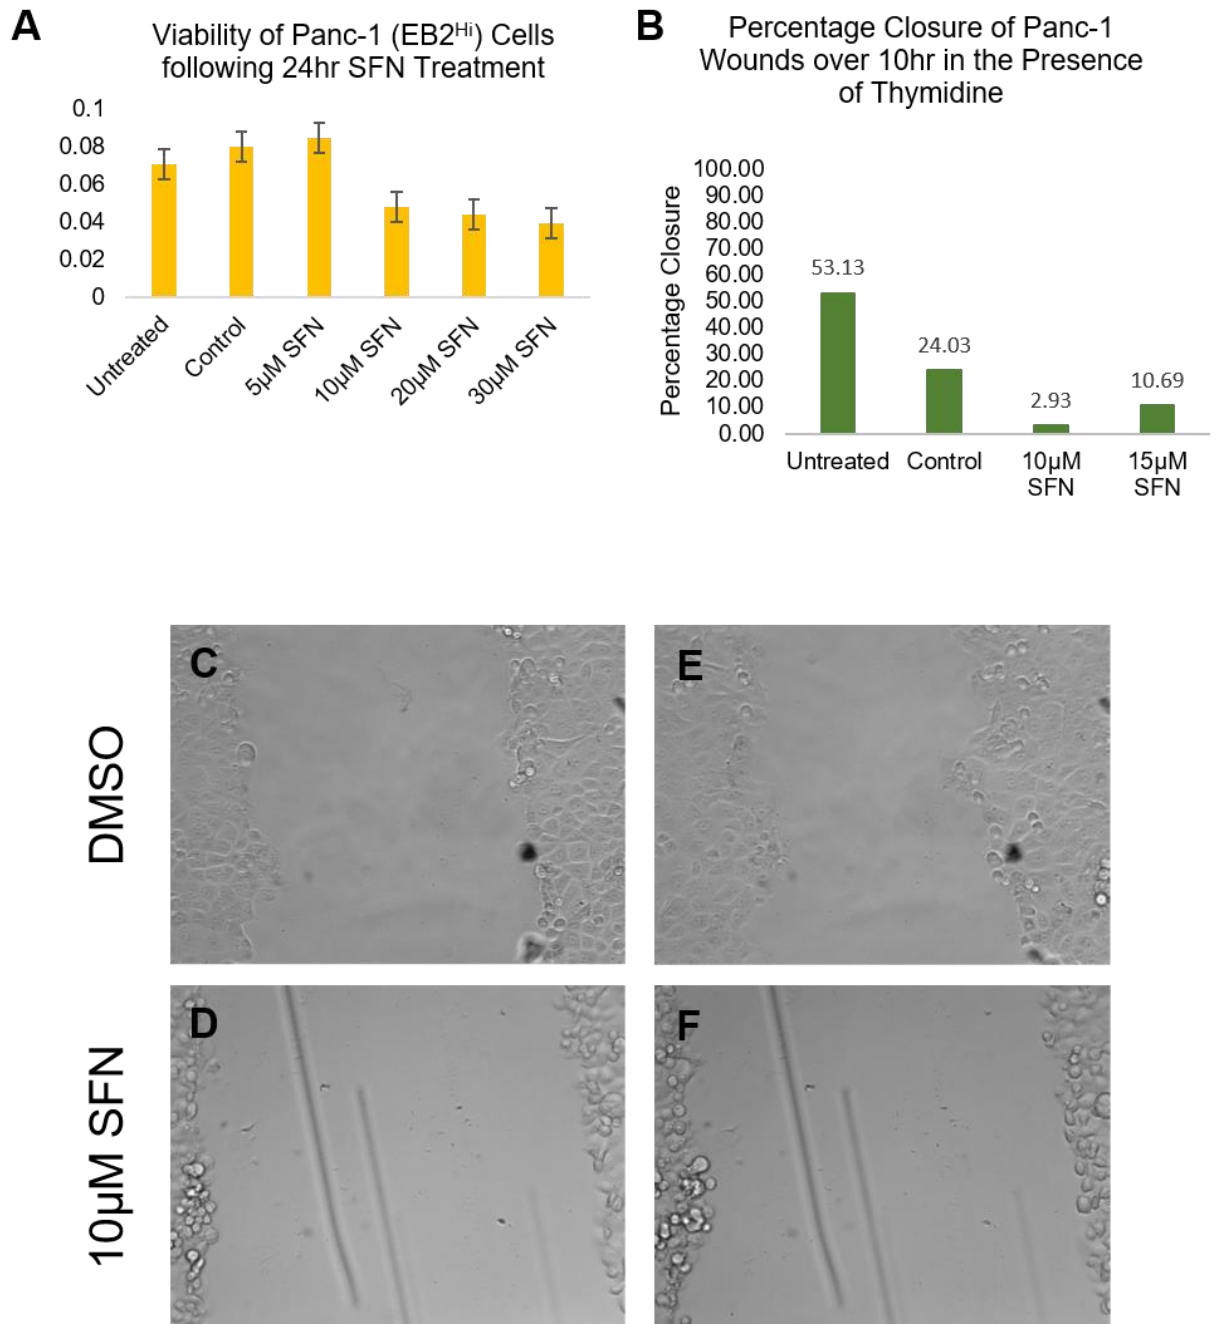 A
Viability of Panc-1 (EB2ᴴⁱ) Cells
following 24hr SFN Treatment
0.1
0.08
0.06
0.04
0.02
0
Untreated
Control
5µM SFN
10µM SFN
20µM SFN
30µM SFN
B
Percentage Closure of Panc-1
Wounds over 10hr in the Presence
of Thymidine
Percentage Closure
100.00
90.00
80.00
70.00
60.00
50.00
40.00
30.00
20.00
10.00
0.00
53.13
24.03
2.93
10.69
Untreated
Control
10µM
SFN
15µM
SFN
DMSO
C
E
10µM SFN
D
F